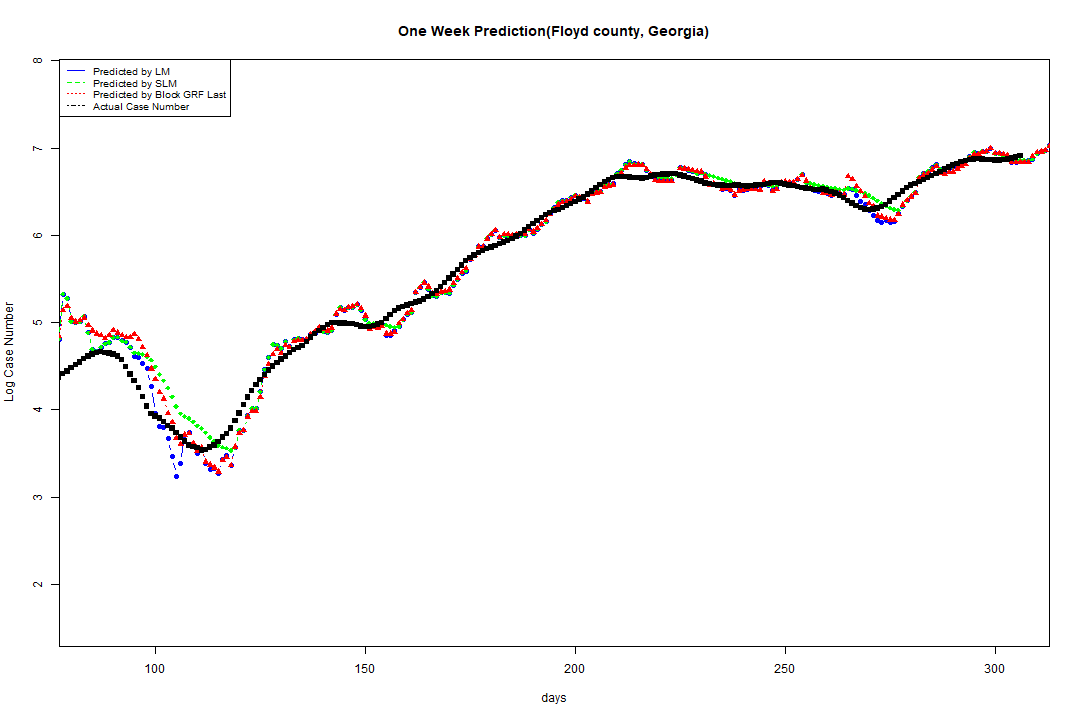 One Week Prediction(Floyd county, Georgia)
Predicted by LM
Predicted by SLM
Predicted by Block GRF Last
Actual Case Number
8
7
6
5
4
3
2
Log Case Number
100 150 200 250 300
days